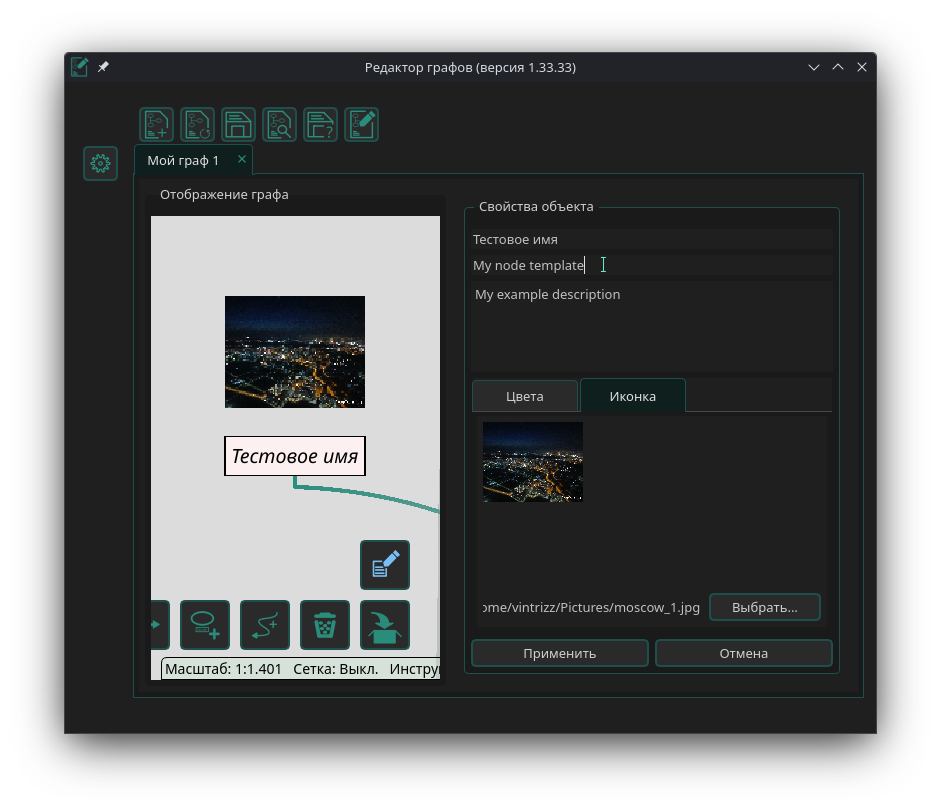 Редактор графов (версия 1.33.33)
Мой граф 1
Отображение графа
Тестовое имя
Масштаб: 1:1.401 Сетка: Выкл.
Свойства объекта
Тестовое имя
My node template
My example description
Цвета
Иконка
ome/vintrizz/Pictures/moscow_1.jpg
Выбрать...
Применить
Отмена